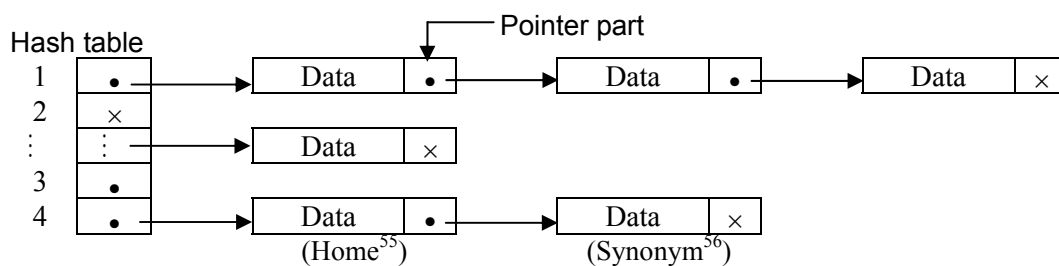 Pointer part
Hash table
1 • Data • Data • Data ×
2 ×
⋮ ⋮ Data ×
3 •
4 • Data • Data ×
(Home55) (Synonym56)